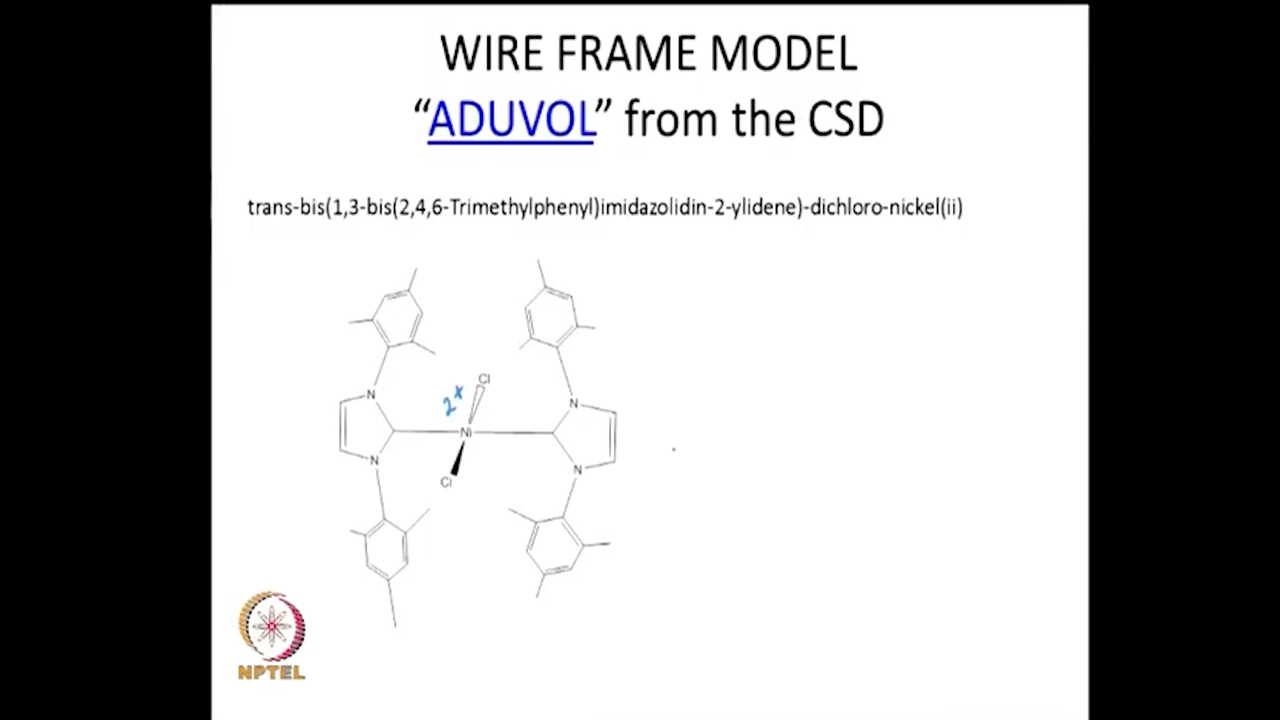 WIRE FRAME MODEL
“ADUVOL” from the CSD
trans-bis(1,3-bis(2,4,6-Trimethylphenyl)imidazolidin-2-ylidene)-dichloro-nickel(ii)
Cl
2x
N
N
Ni
N
N
Cl
NPTEL